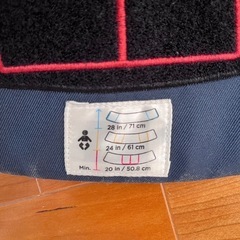 28 in / 71 cm
24 in / 61 cm
Min. 20 in / 50.8 cm